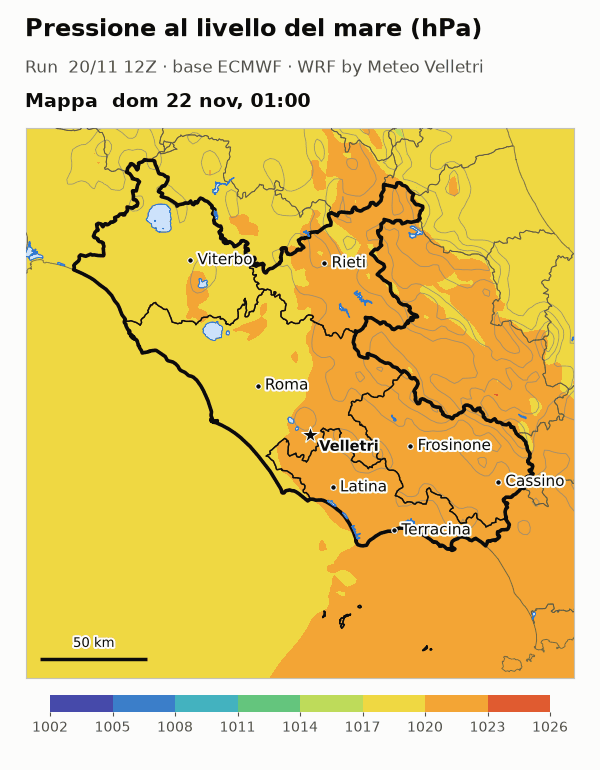 Pressione al livello del mare (hPa)
Run  20/11 12Z · base ECMWF · WRF by Meteo Velletri
Mappa  dom 22 nov, 01:00
Viterbo
Rieti
Roma
Velletri
Frosinone
Cassino
Latina
Terracina
50 km
1002 1005 1008 1011 1014 1017 1020 1023 1026